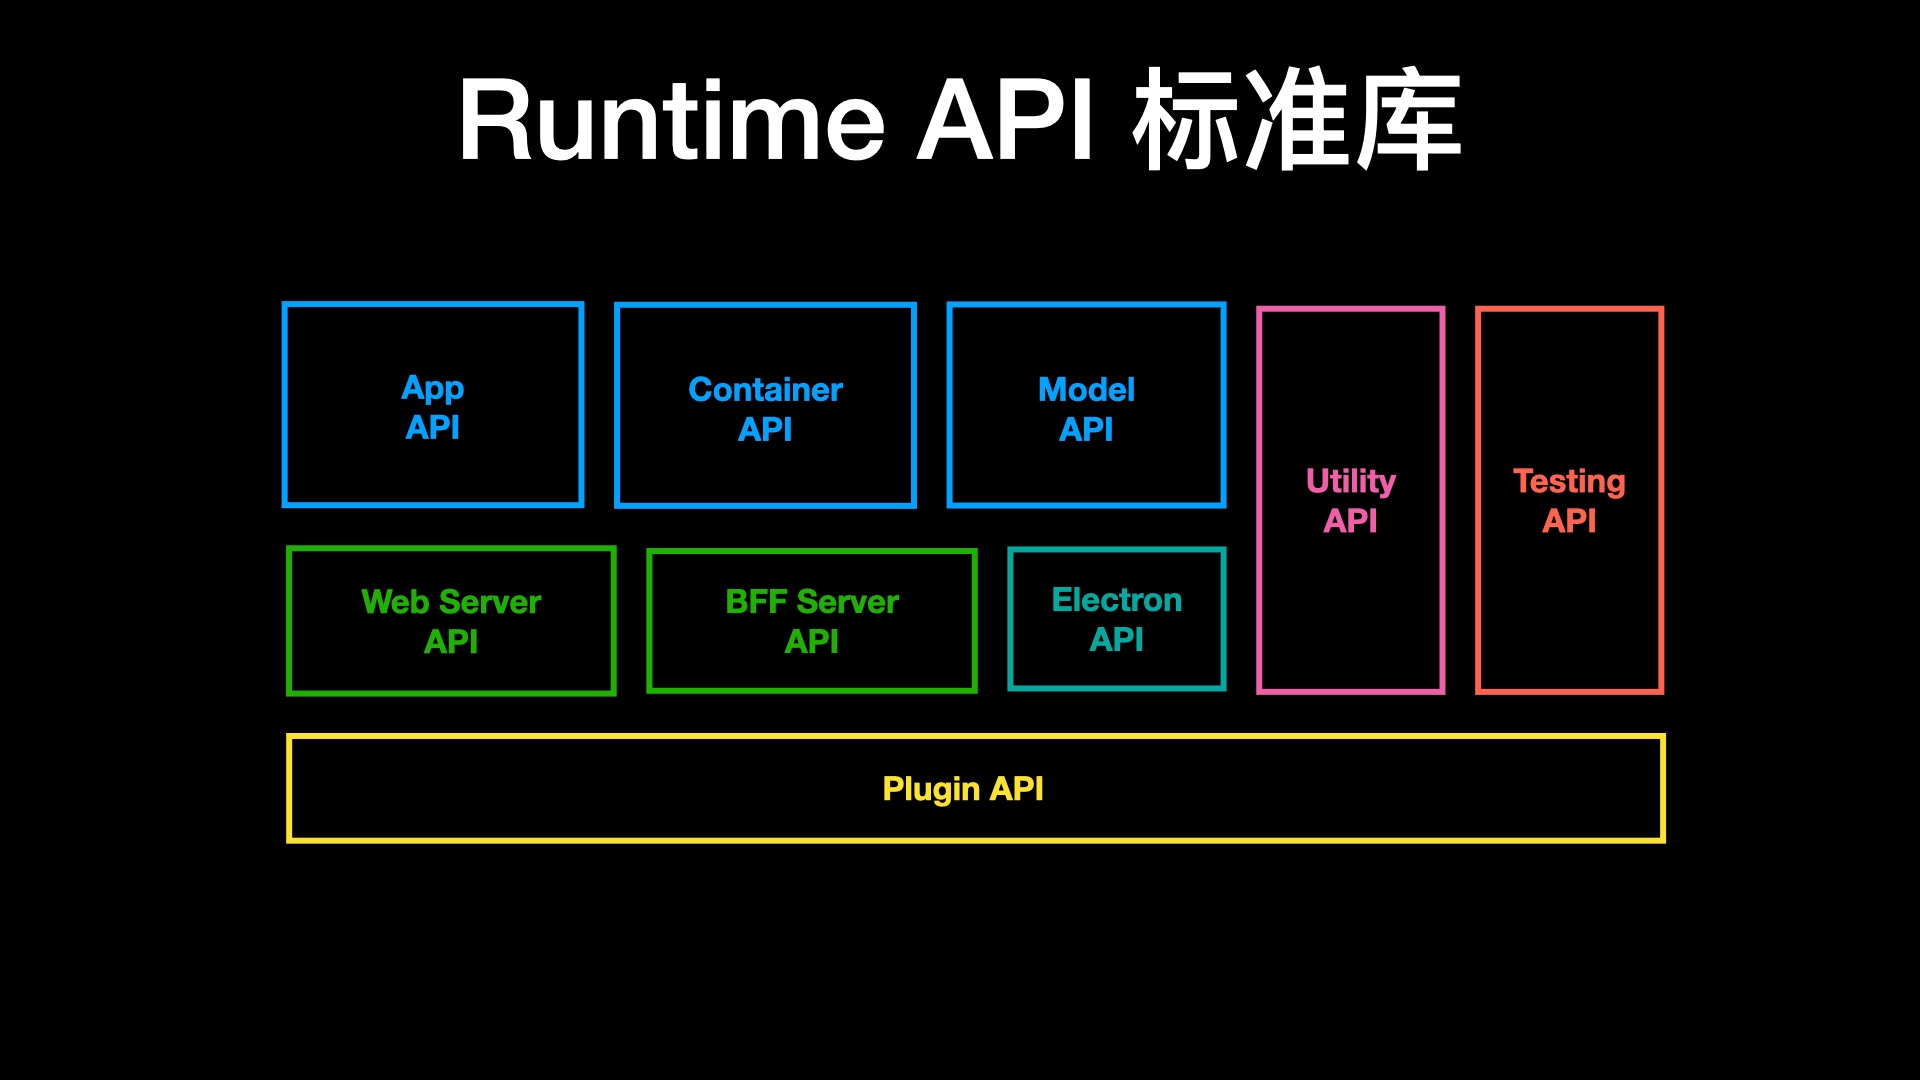 Runtime API 标准库
App
API
Container
API
Model
API
Utility
API
Testing
API
Web Server
API
BFF Server
API
Electron
API
Plugin API